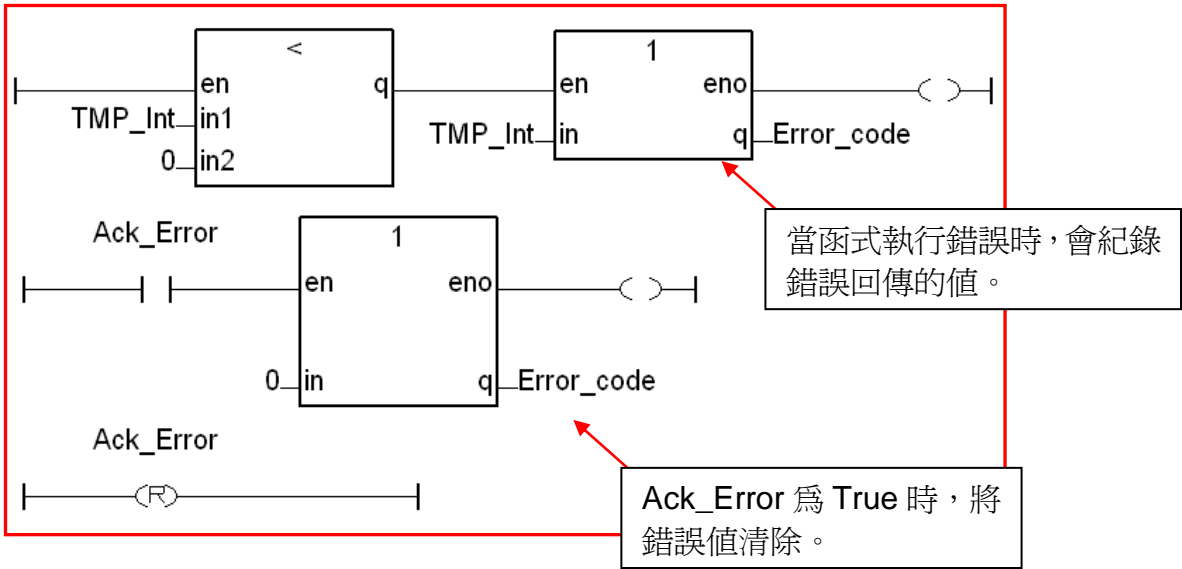 < 1
en q en eno
TMP_Int in1 TMP_Int in q Error_code
0 in2
當函式執行錯誤時，會紀錄
錯誤回傳的值。
Ack_Error 1
en eno
0 in q Error_code
Ack_Error
R
Ack_Error 為 True 時，將
錯誤值清除。